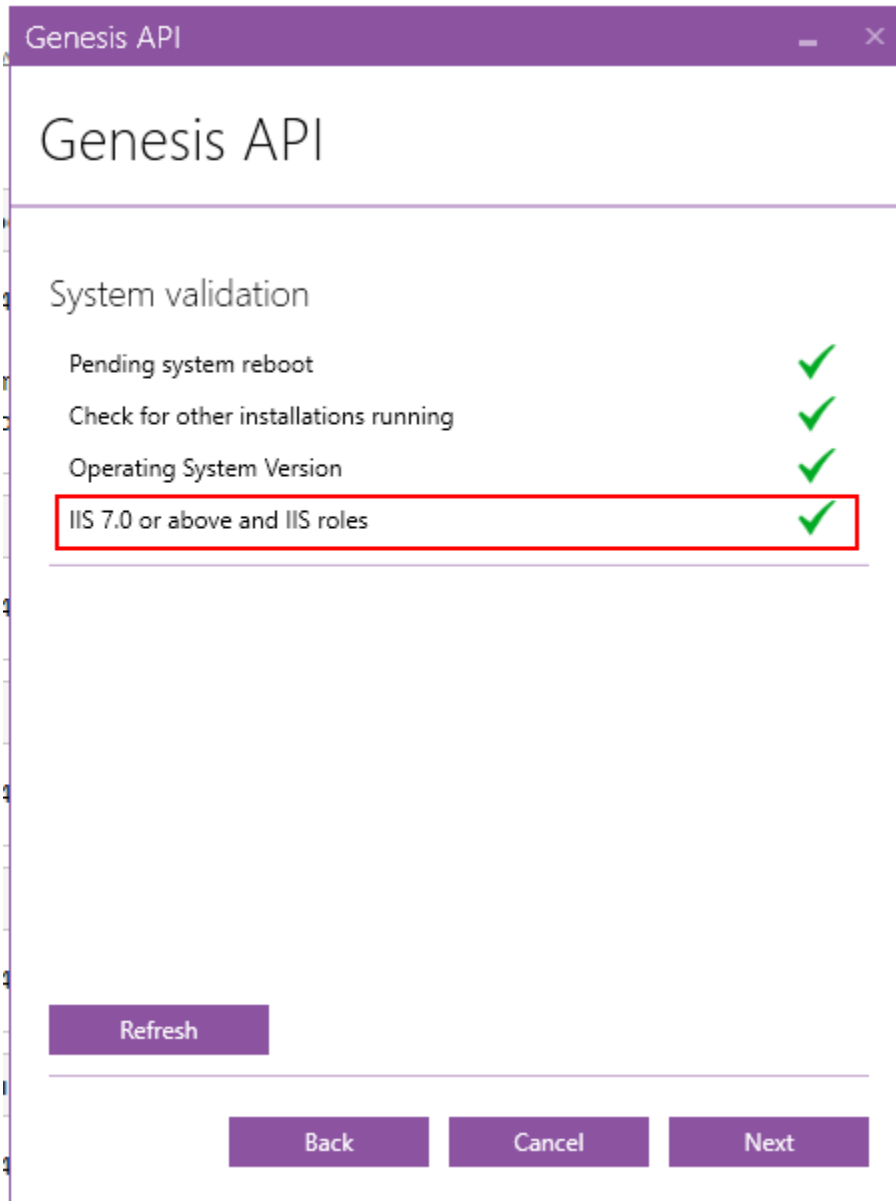 Genesis API
Genesis API
System validation
Pending system reboot
Check for other installations running
Operating System Version
IIS 7.0 or above and IIS roles
Refresh
Back
Cancel
Next